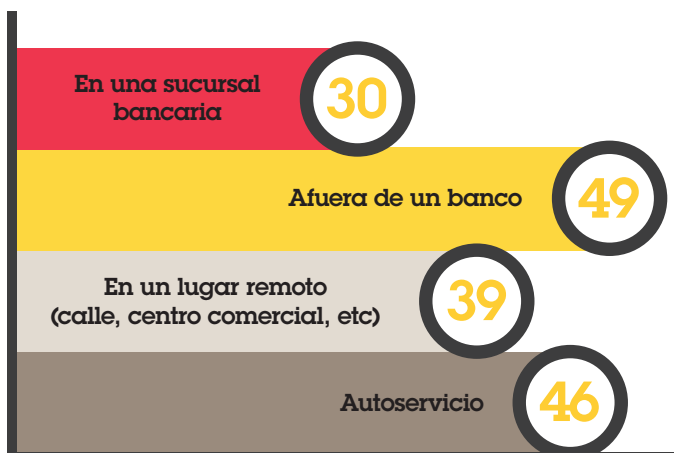 En una sucursal
bancaria
30
Afuera de un banco
49
En un lugar remoto
(calle, centro comercial, etc)
39
Autoservicio
46